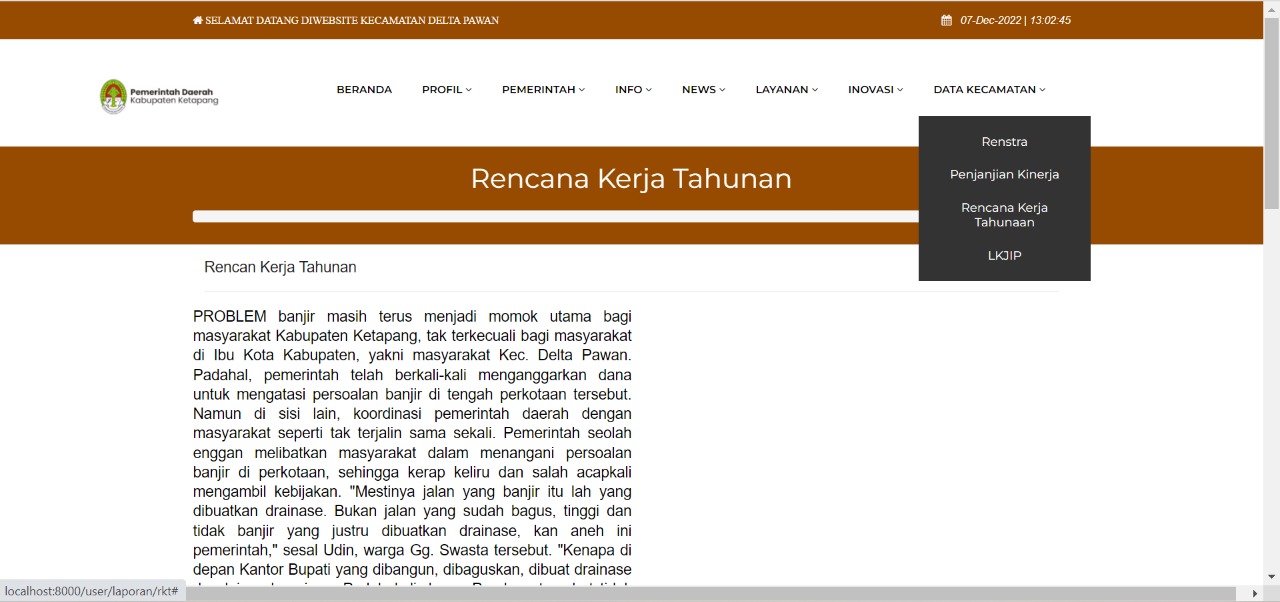 SELAMAT DATANG DIWEBSITE KECAMATAN DELTA PAWAN
07-Dec-2022 | 13:02:45
Pemerintah Daerah
Kabupaten Ketapang
BERANDA PROFIL PEMERINTAH INFO NEWS LAYANAN INOVASI DATA KECAMATAN
Renstra
Penjanjian Kinerja
Rencana Kerja
Tahunaan
LKJIP
Rencana Kerja Tahunan
Rencan Kerja Tahunan
PROBLEM banjir masih terus menjadi momok utama bagi
masyarakat Kabupaten Ketapang, tak terkecuali bagi masyarakat
di Ibu Kota Kabupaten, yakni masyarakat Kec. Delta Pawan.
Padahal, pemerintah telah berkali-kali menganggarkan dana
untuk mengatasi persoalan banjir di tengah perkotaan tersebut.
Namun di sisi lain, koordinasi pemerintah daerah dengan
masyarakat seperti tak terjalin sama sekali. Pemerintah seolah
enggan melibatkan masyarakat dalam menangani persoalan
banjir di perkotaan, sehingga kerap keliru dan salah acapkali
mengambil kebijakan. "Mestinya jalan yang banjir itu lah yang
dibuatkan drainase. Bukan jalan yang sudah bagus, tinggi dan
tidak banjir yang justru dibuatkan drainase, kan aneh ini
pemerintah," sesal Udin, warga Gg. Swasta tersebut. "Kenapa di
depan Kantor Bupati yang dibangun, dibaguskan, dibuat drainase
localhost:8000/user/laporan/rkt#